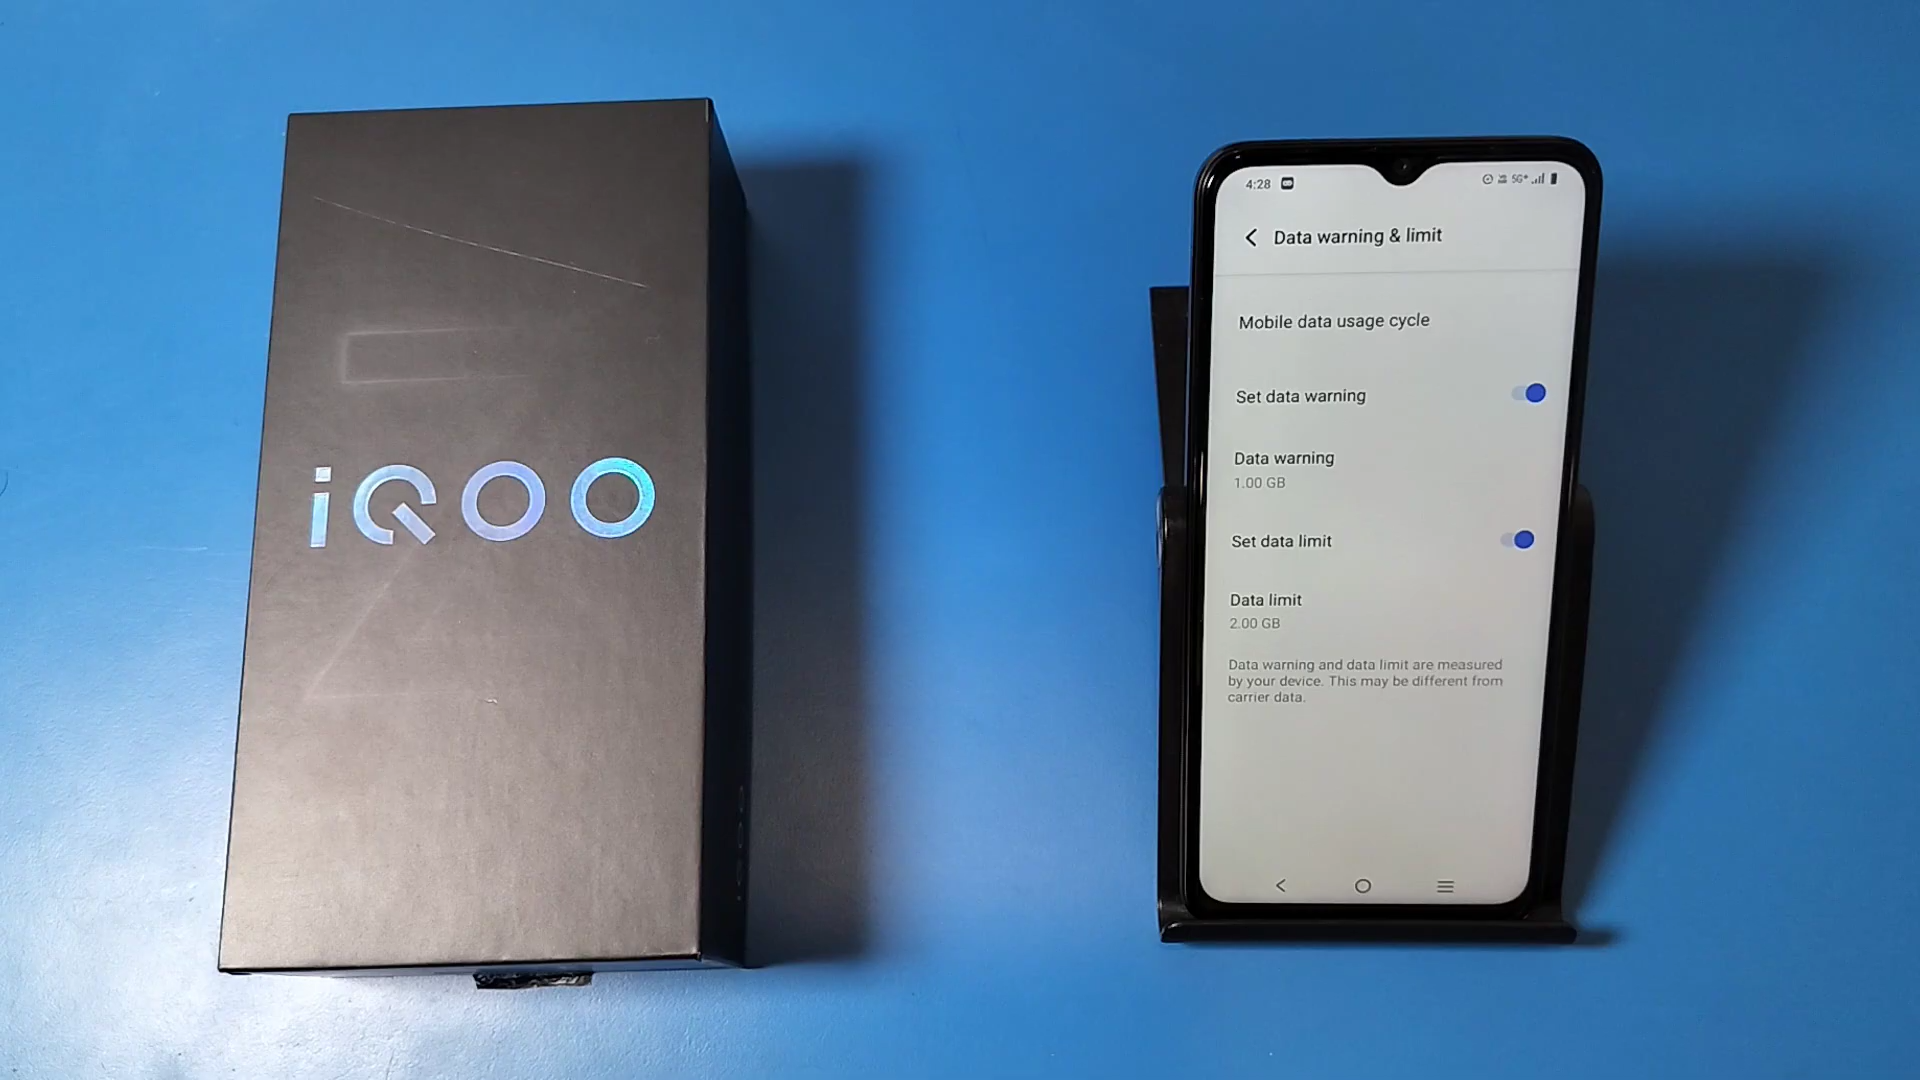 iQOO
4:28
5G+
Data warning & limit
Mobile data usage cycle
Set data warning
Data warning
1.00 GB
Set data limit
Data limit
2.00 GB
Data warning and data limit are measured
by your device. This may be different from
carrier data.